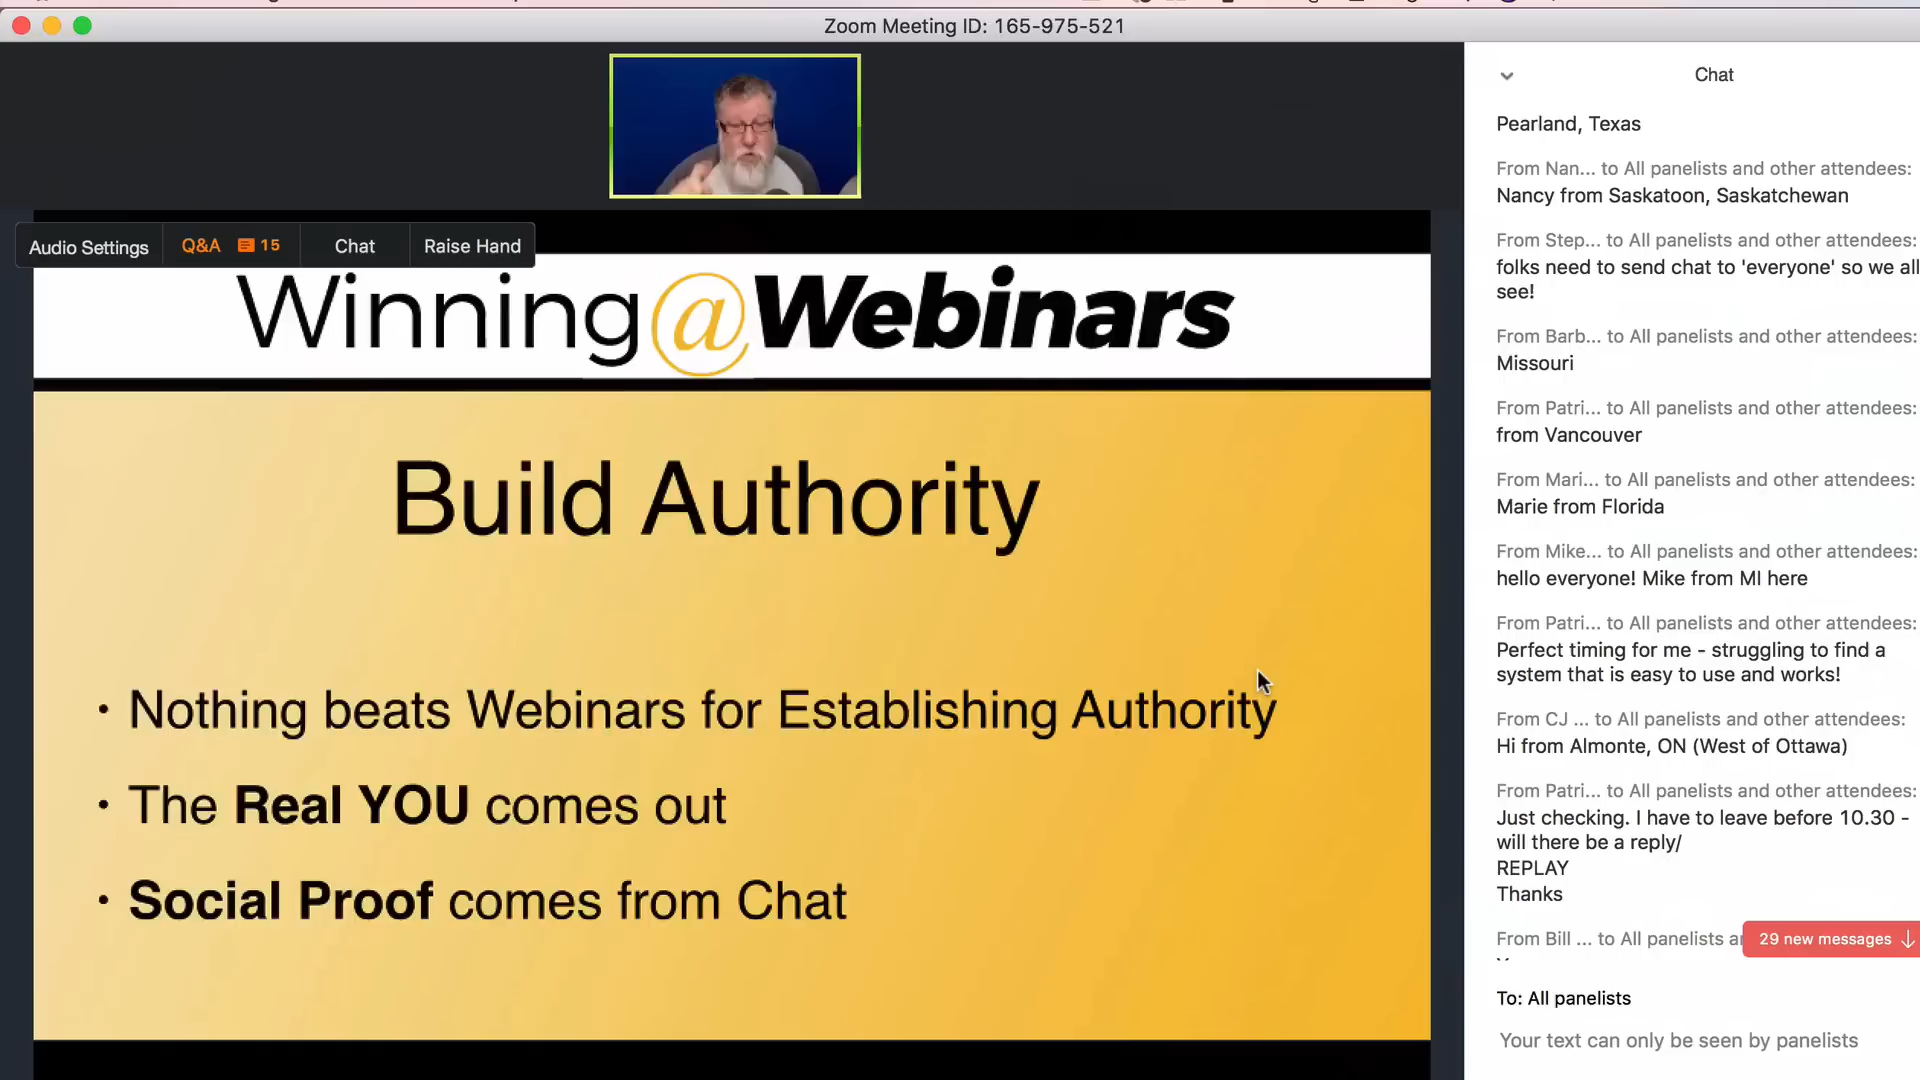 Zoom Meeting ID: 165-975-521
Audio Settings
Q&A 15
Chat
Raise Hand
Winning@Webinars
Build Authority
• Nothing beats Webinars for Establishing Authority
• The Real YOU comes out
• Social Proof comes from Chat
Chat
Pearland, Texas
From Nan... to All panelists and other attendees:
Nancy from Saskatoon, Saskatchewan
From Step... to All panelists and other attendees:
folks need to send chat to 'everyone' so we all
see!
From Barb... to All panelists and other attendees:
Missouri
From Patri... to All panelists and other attendees:
from Vancouver
From Mari... to All panelists and other attendees:
Marie from Florida
From Mike... to All panelists and other attendees:
hello everyone! Mike from MI here
From Patri... to All panelists and other attendees:
Perfect timing for me - struggling to find a
system that is easy to use and works!
From CJ ... to All panelists and other attendees:
Hi from Almonte, ON (West of Ottawa)
From Patri... to All panelists and other attendees:
Just checking. I have to leave before 10.30 -
will there be a reply/
REPLAY
Thanks
From Bill ... to All panelists
29 new messages
To: All panelists
Your text can only be seen by panelists